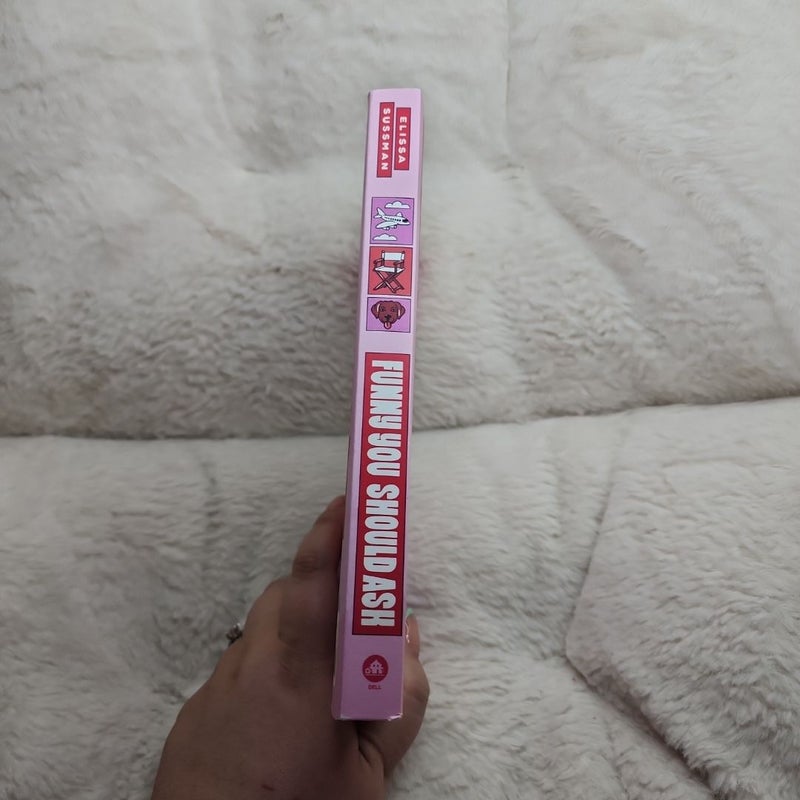 ELISSA
SUSSMAN
FUNNY YOU SHOULD ASK
DELL